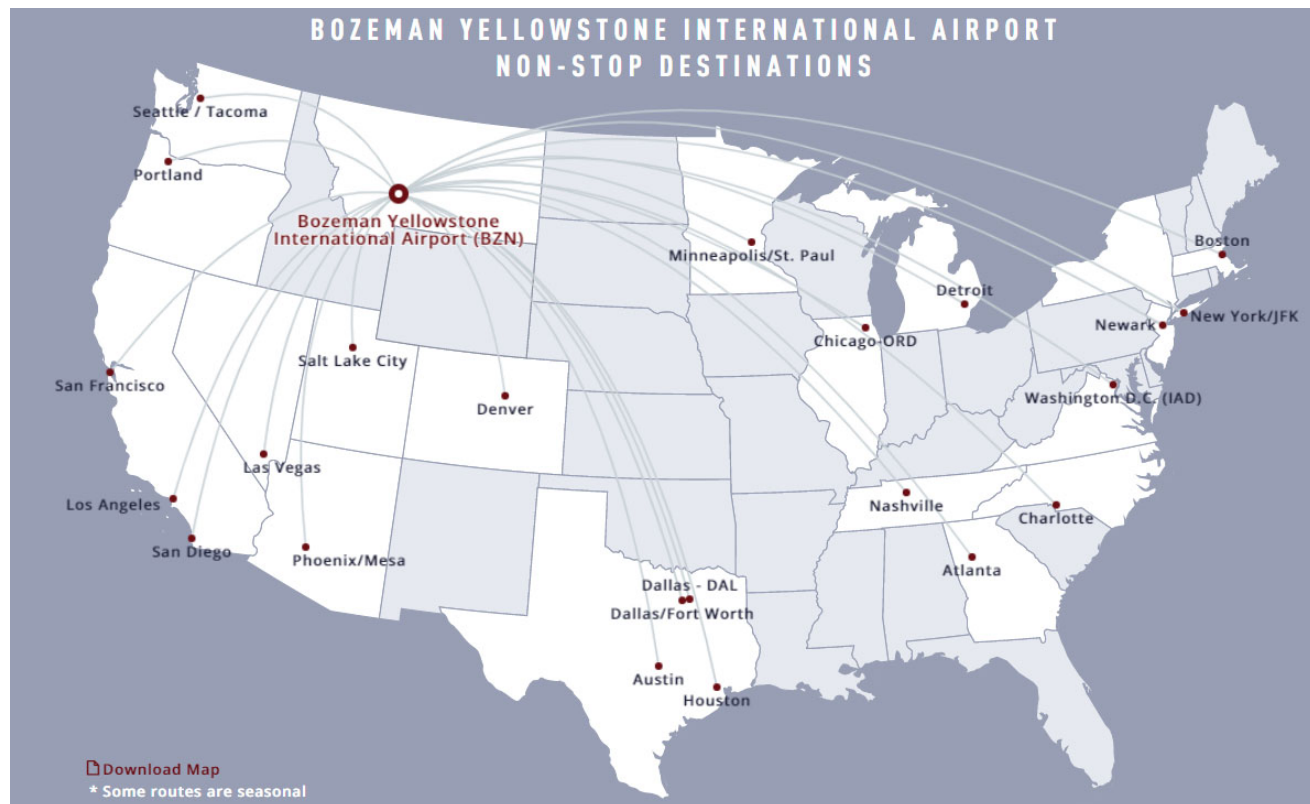 BOZEMAN YELLOWSTONE INTERNATIONAL AIRPORT
NON-STOP DESTINATIONS
Seattle / Tacoma
Portland
Bozeman Yellowstone
International Airport (BZN)
Minneapolis/St. Paul
Boston
Detroit
New York/JFK
Newark
Chicago-ORD
Salt Lake City
San Francisco
Denver
Washington D.C. (IAD)
Las Vegas
Los Angeles
Nashville
Charlotte
San Diego
Phoenix/Mesa
Atlanta
Dallas - DAL
Dallas/Fort Worth
Austin
Houston
Download Map
* Some routes are seasonal